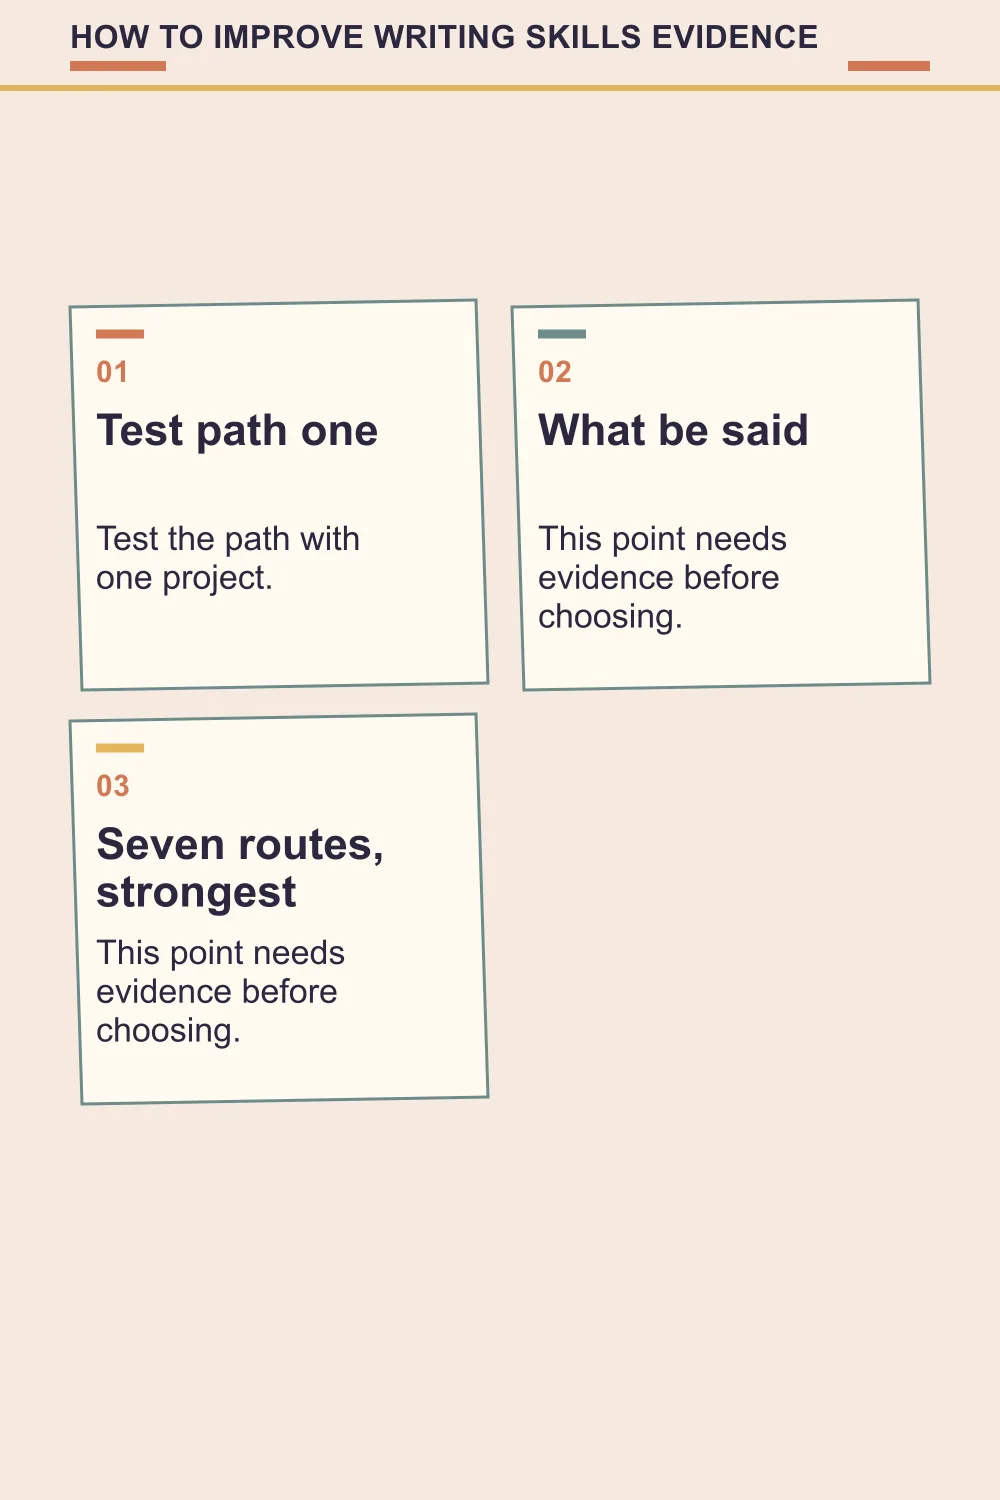 HOW TO IMPROVE WRITING SKILLS EVIDENCE
01
Test path one
Test the path with
one project.
02
What be said
This point needs
evidence before
choosing.
03
Seven routes,
strongest
This point needs
evidence before
choosing.